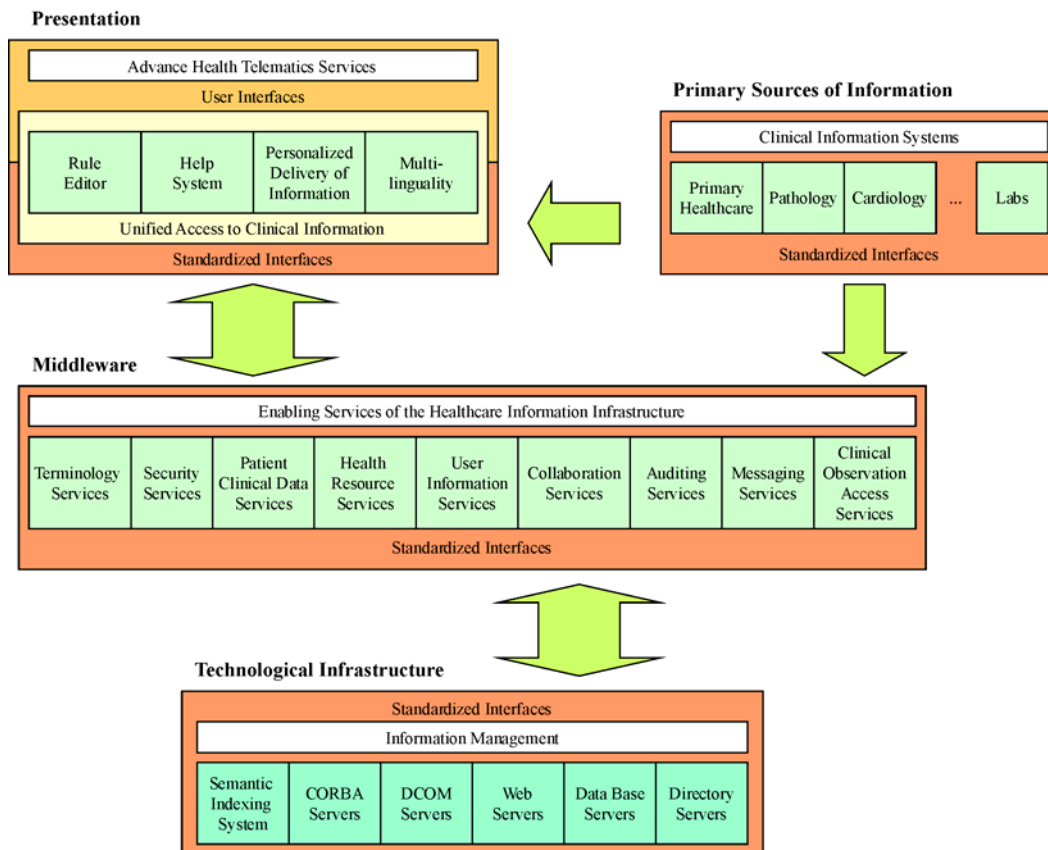 Presentation
Advance Health Telematics Services
User Interfaces
Rule
Editor
Help
System
Personalized
Delivery of
Information
Multi-
linguality
Unified Access to Clinical Information
Standardized Interfaces
Primary Sources of Information
Clinical Information Systems
Primary
Healthcare
Pathology
Cardiology
...
Labs
Standardized Interfaces
Middleware
Enabling Services of the Healthcare Information Infrastructure
Terminology
Services
Security
Services
Patient
Clinical Data
Services
Health
Resource
Services
User
Information
Services
Collaboration
Services
Auditing
Services
Messaging
Services
Clinical
Observation
Access
Services
Standardized Interfaces
Technological Infrastructure
Standardized Interfaces
Information Management
Semantic
Indexing
System
CORBA
Servers
DCOM
Servers
Web
Servers
Data Base
Servers
Directory
Servers